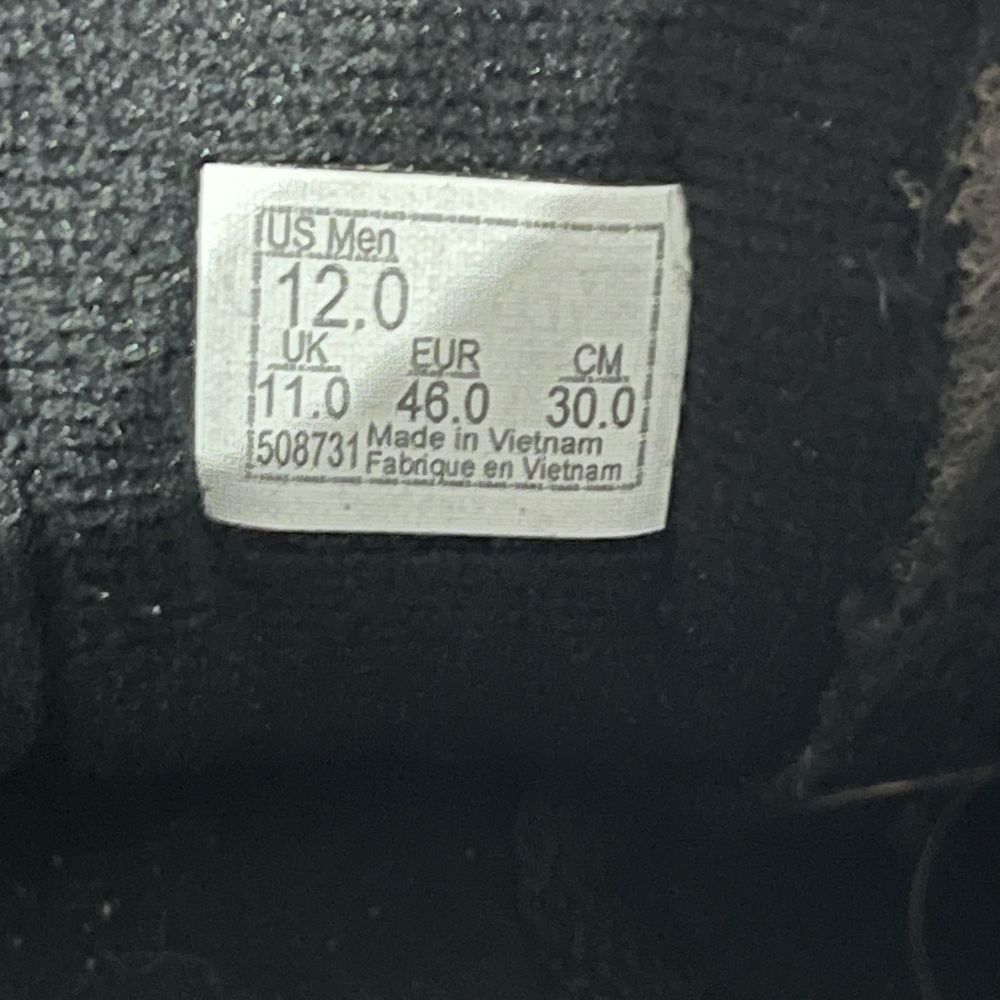 US Men
12.0
UK EUR CM
11.0 46.0 30.0
508731 Made in Vietnam
Fabrique en Vietnam